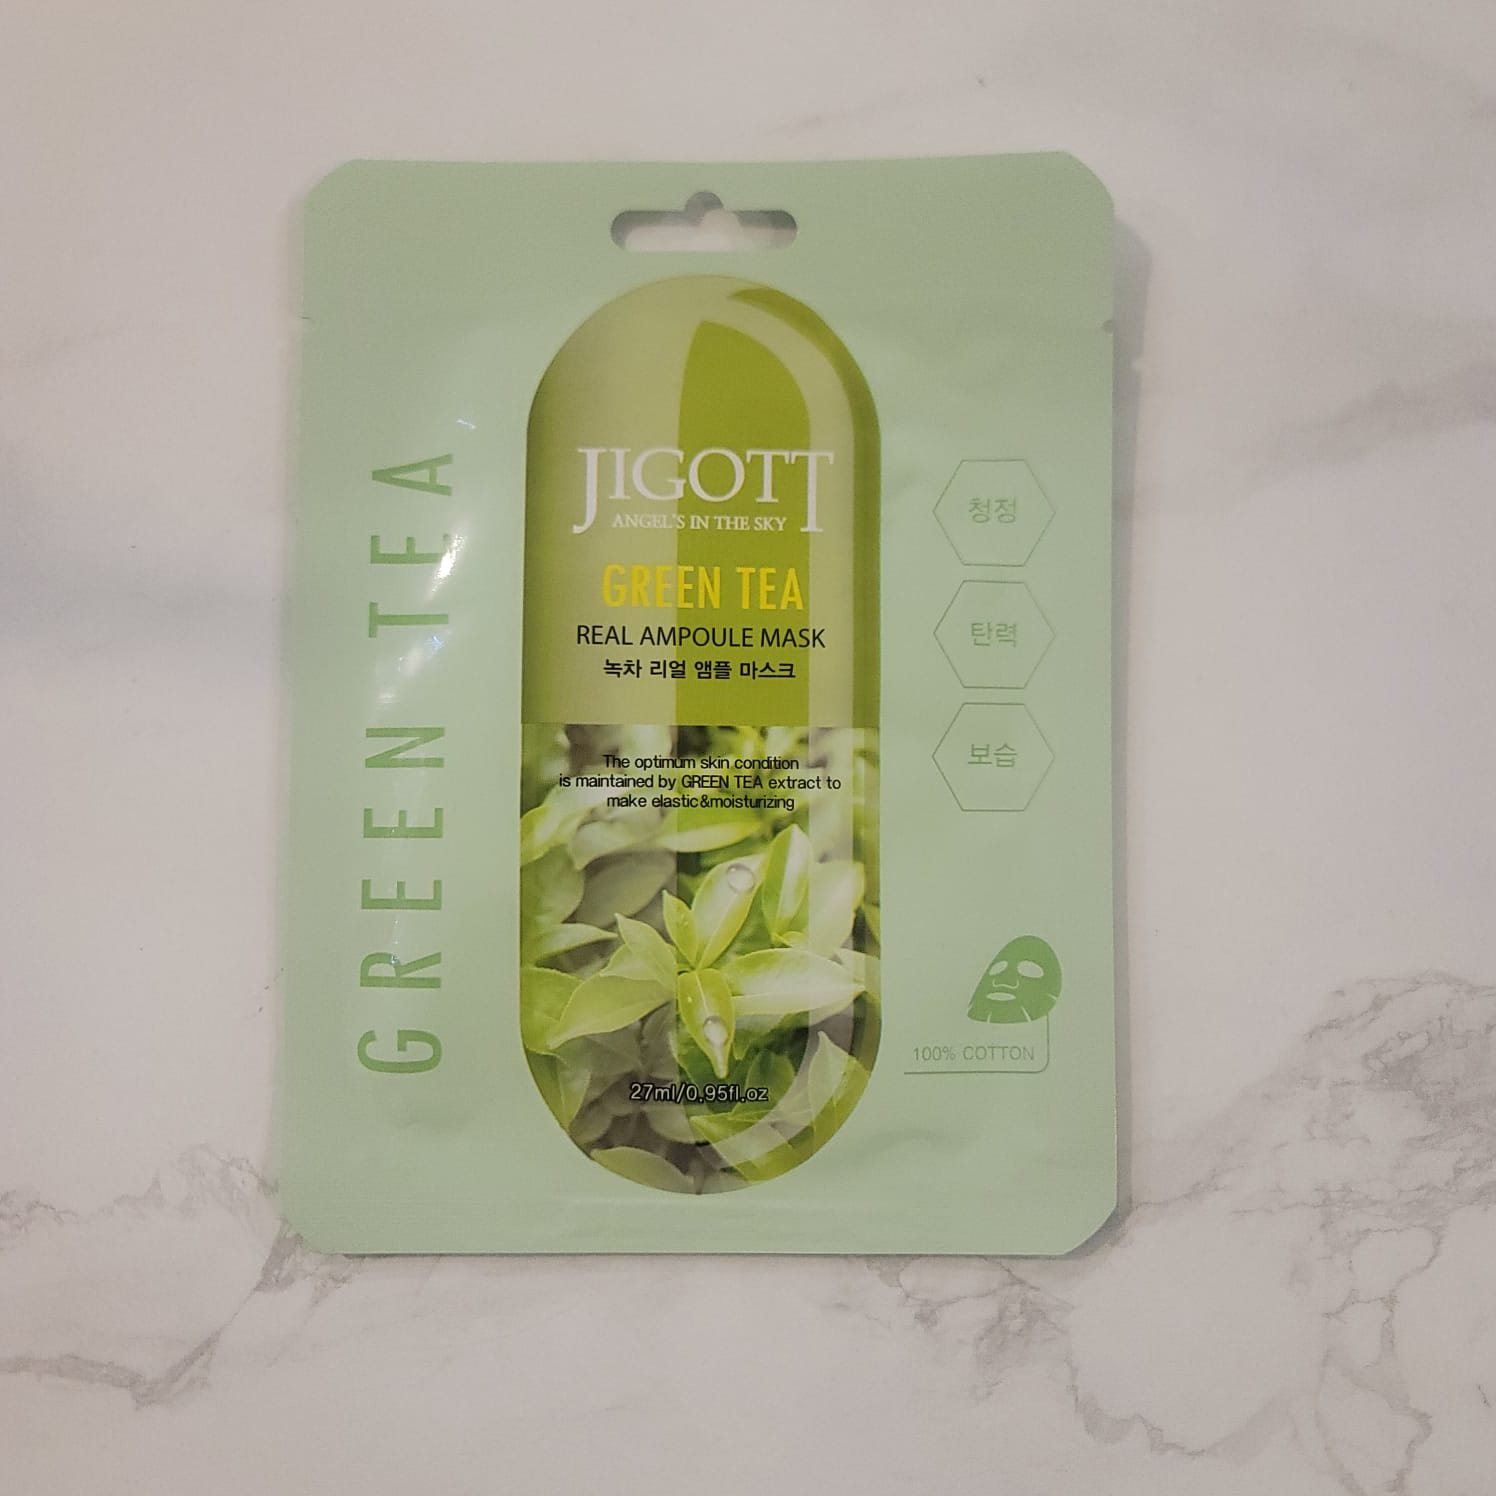 GREEN TEA
JIGOTT
ANGEL'S IN THE SKY
GREEN TEA
REAL AMPOULE MASK
녹차 리얼 앰플 마스크
The optimum skin condition
is maintained by GREEN TEA extract to
make elastic&moisturizing
27ml/0.95fl.oz
청정
탄력
보습
100% COTTON